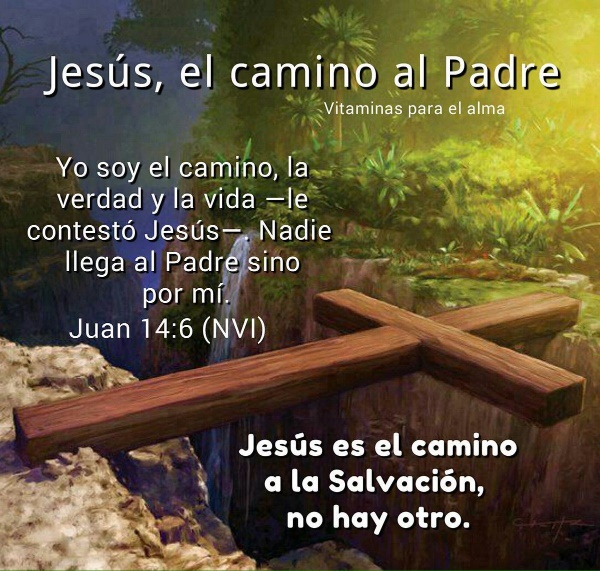 Jesús, el camino al Padre
Vitaminas para el alma
Yo soy el camino, la
verdad y la vida —le
contestó Jesús—. Nadie
llega al Padre sino
por mí.
Juan 14:6 (NVI)
Jesús es el camino
a la Salvación,
no hay otro.